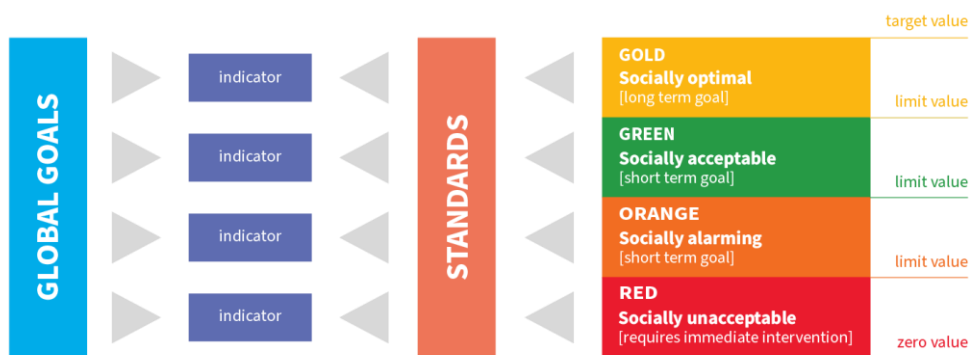 GLOBAL GOALS
indicator
indicator
indicator
indicator
STANDARDS
target value
GOLD
Socially optimal
[long term goal]
limit value
GREEN
Socially acceptable
[short term goal]
limit value
ORANGE
Socially alarming
[short term goal]
limit value
RED
Socially unacceptable
[requires immediate intervention]
zero value